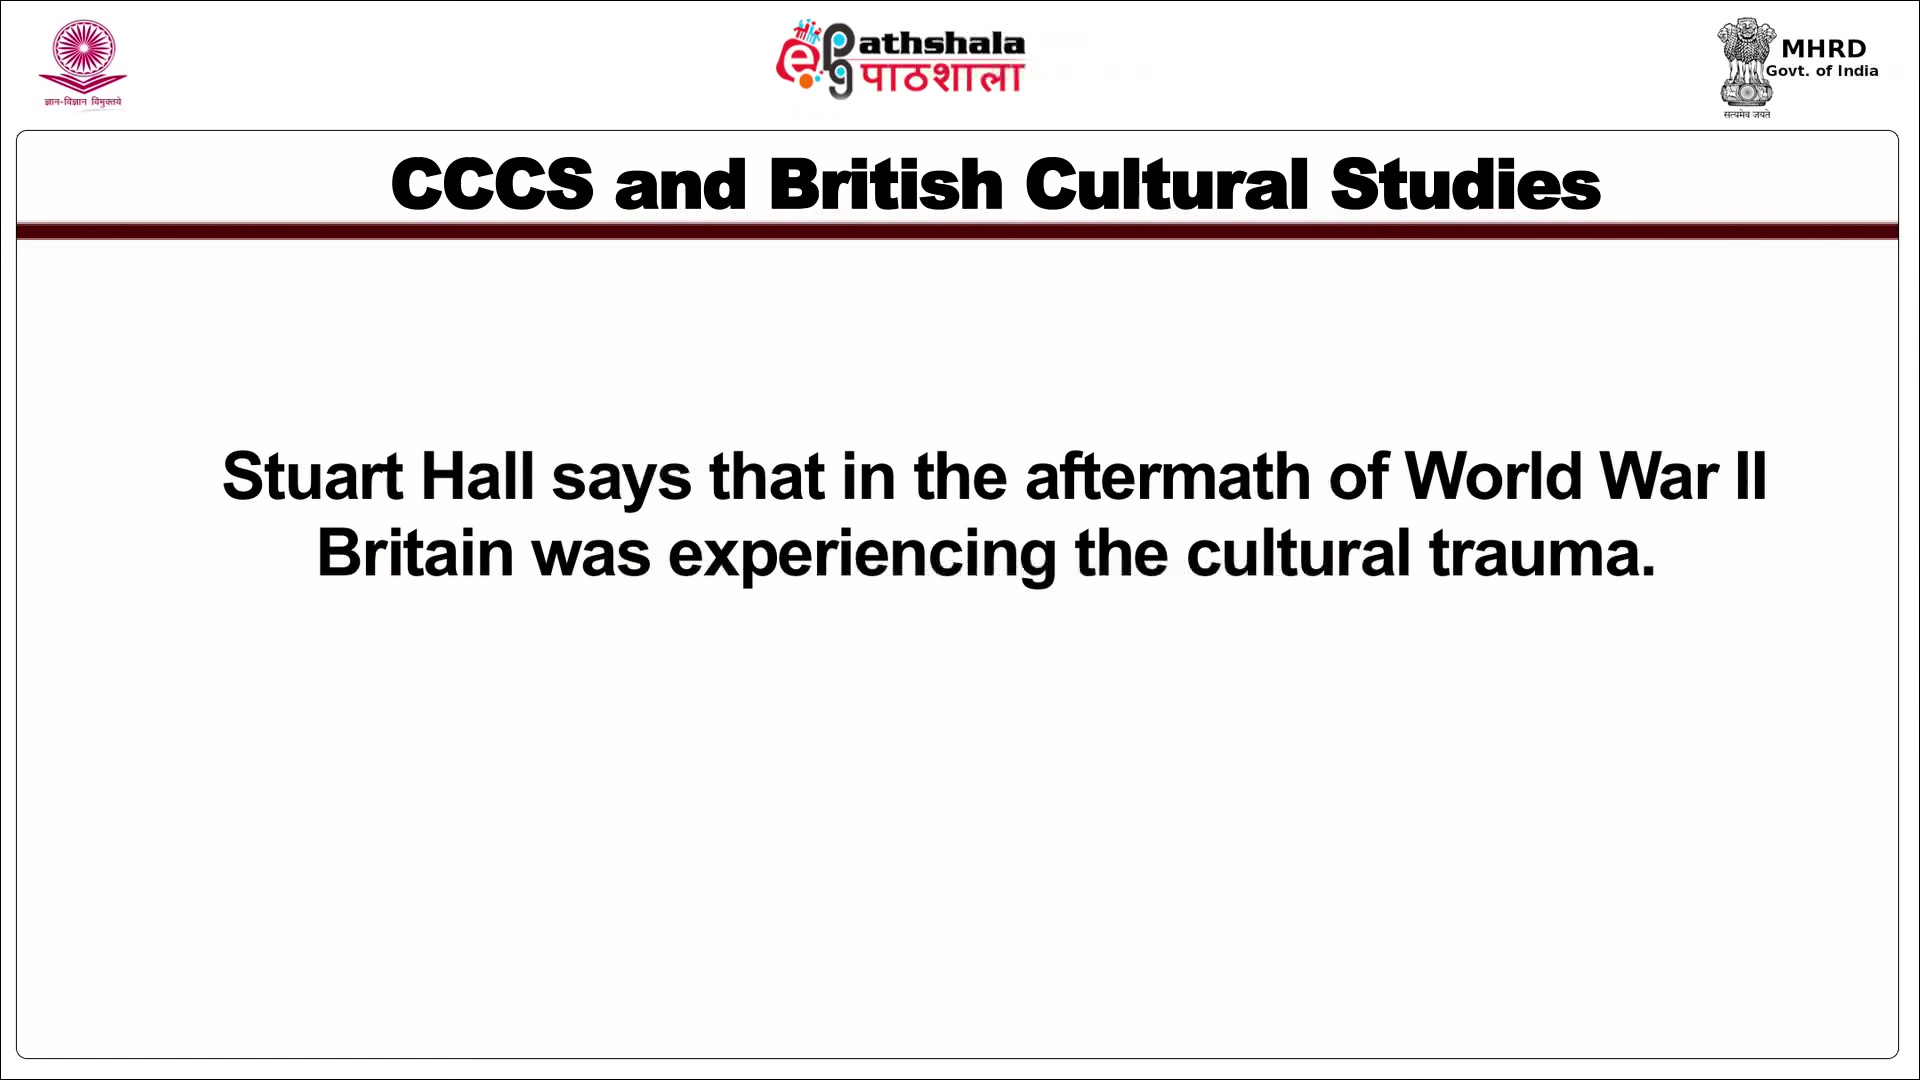 ज्ञान-विज्ञान विमुक्तये
epg
athshala
पाठशाला
MHRD
Govt. of India
सत्यमेव जयते
CCCS and British Cultural Studies
Stuart Hall says that in the aftermath of World War II
Britain was experiencing the cultural trauma.